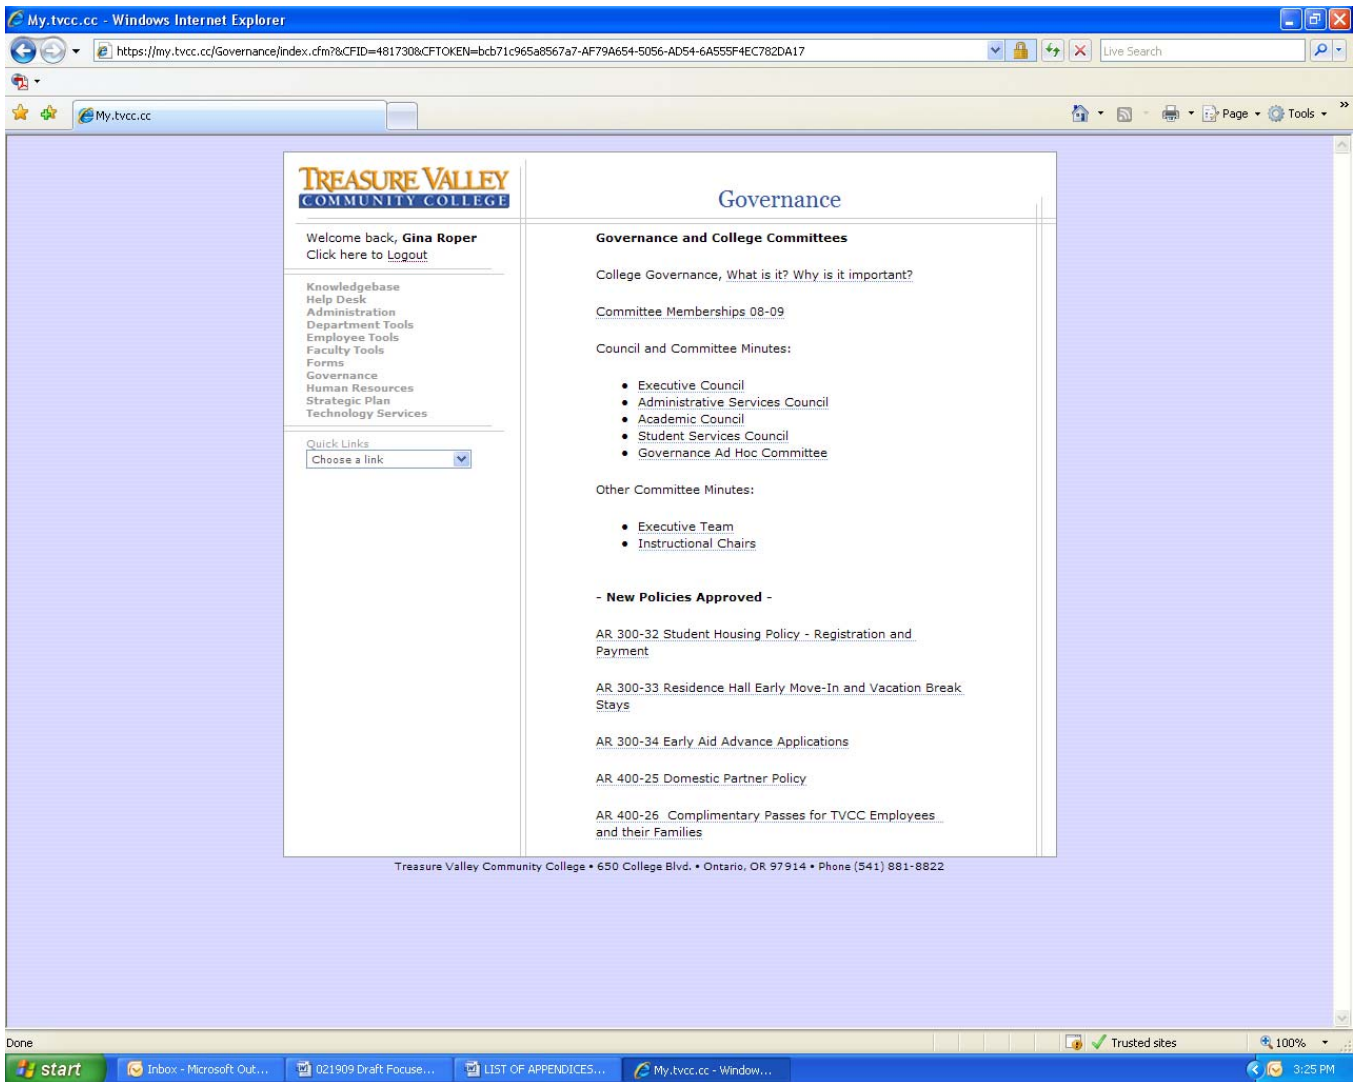 My.tvcc.cc - Windows Internet Explorer
https://my.tvcc.cc/Governance/index.cfm?&CFID=481730&CFTOKEN=bcb71c965a8567a7-AF79A654-5056-AD54-6A555F4EC782DA17
Live Search
My.tvcc.cc
Page
Tools
TREASURE VALLEY
COMMUNITY COLLEGE
Governance
Welcome back, Gina Roper
Click here to Logout
Knowledgebase
Help Desk
Administration
Department Tools
Employee Tools
Faculty Tools
Forms
Governance
Human Resources
Strategic Plan
Technology Services
Quick Links
Choose a link
Governance and College Committees
College Governance, What is it? Why is it important?
Committee Memberships 08-09
Council and Committee Minutes:
• Executive Council
• Administrative Services Council
• Academic Council
• Student Services Council
• Governance Ad Hoc Committee
Other Committee Minutes:
• Executive Team
• Instructional Chairs
- New Policies Approved -
AR 300-32 Student Housing Policy - Registration and
Payment
AR 300-33 Residence Hall Early Move-In and Vacation Break
Stays
AR 300-34 Early Aid Advance Applications
AR 400-25 Domestic Partner Policy
AR 400-26 Complimentary Passes for TVCC Employees
and their Families
Treasure Valley Community College • 650 College Blvd. • Ontario, OR 97914 • Phone (541) 881-8822
Done
Trusted sites
100%
start
Inbox - Microsoft Out...
021909 Draft Focuse...
LIST OF APPENDICES...
My.tvcc.cc - Window...
3:25 PM